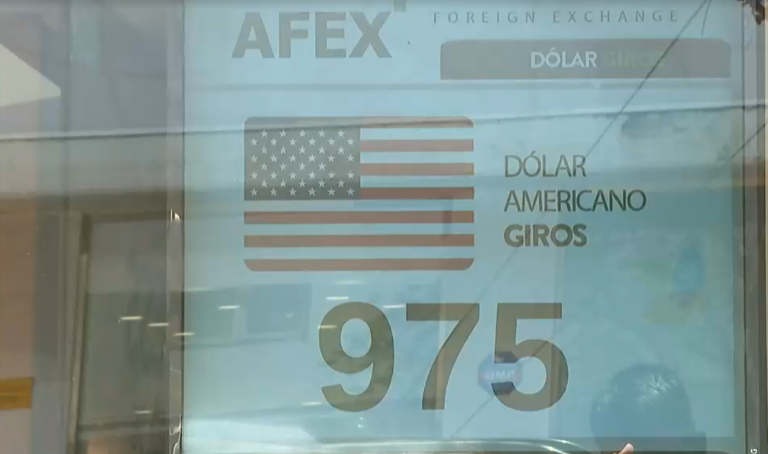 AFEX
FOREIGN EXCHANGE
DÓLAR GIROS
DÓLAR
AMERICANO
GIROS
975